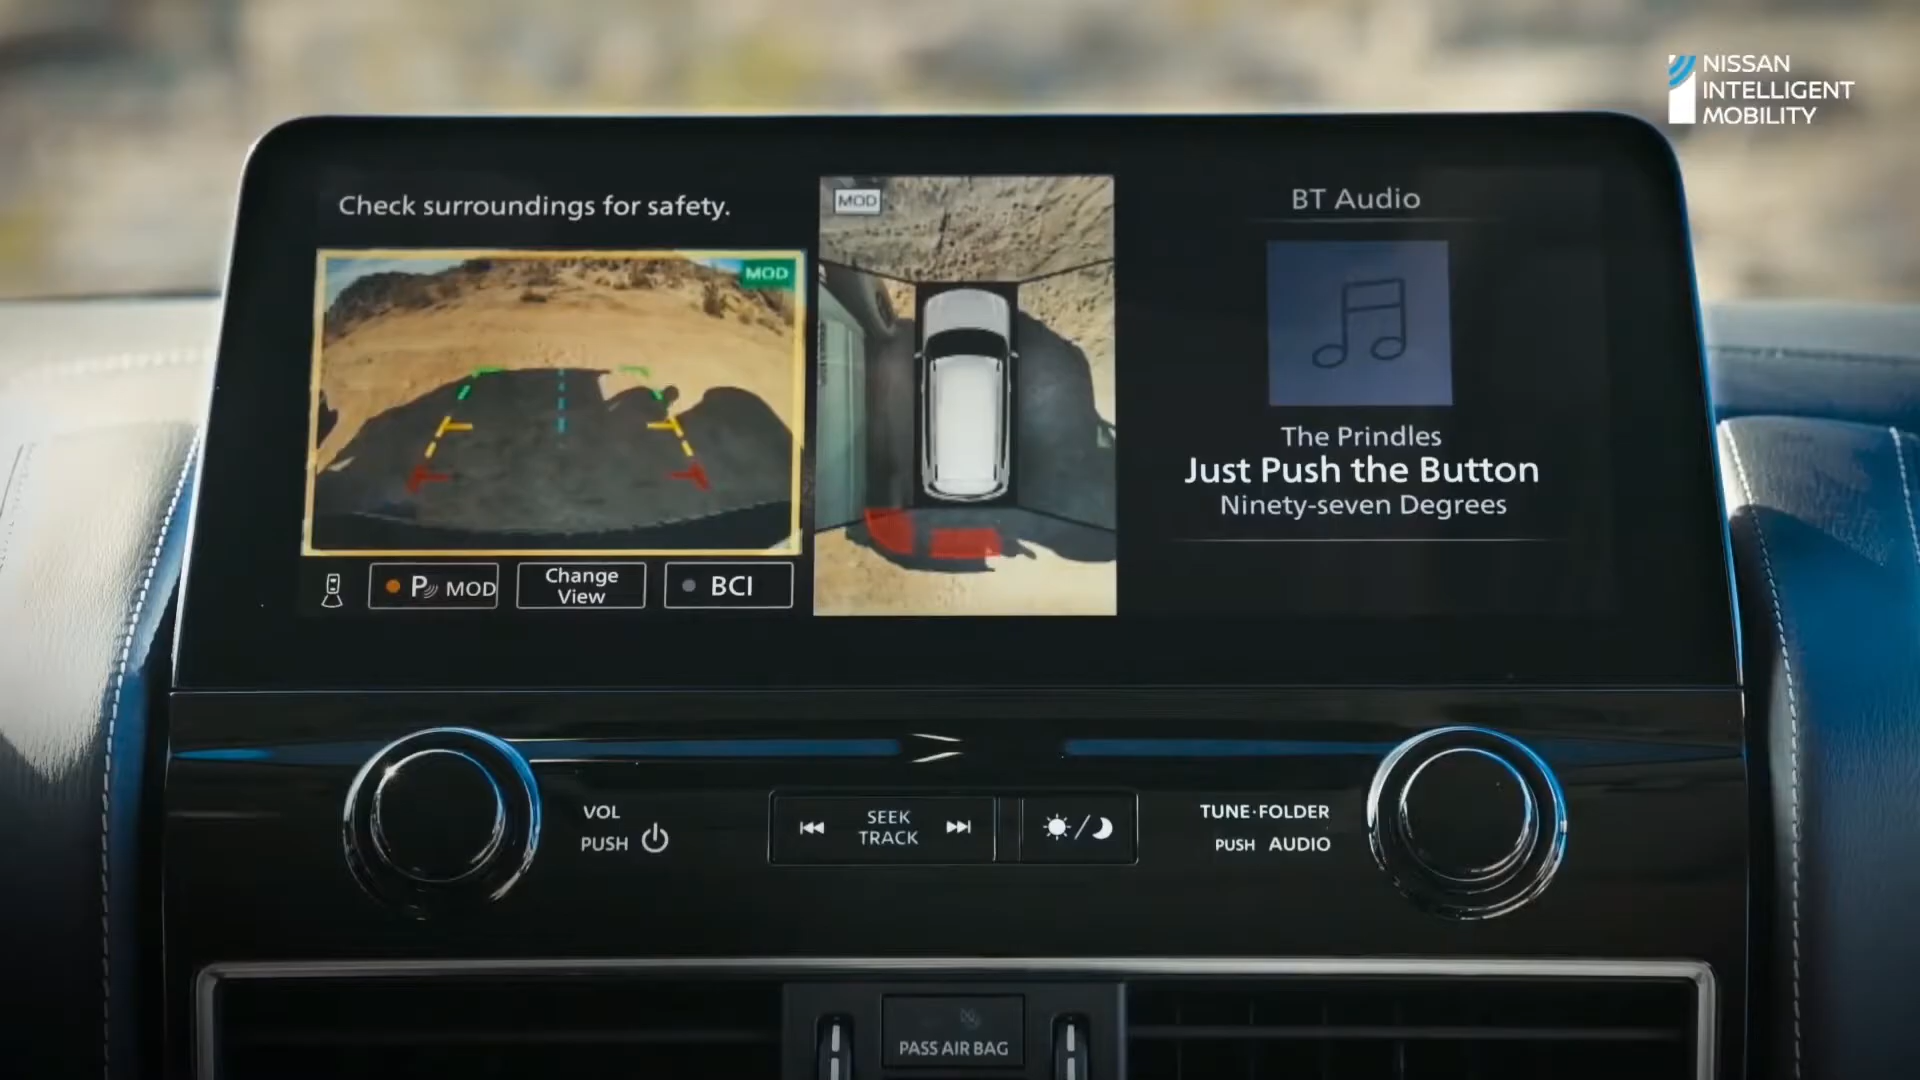 NISSAN
INTELLIGENT
MOBILITY
Check surroundings for safety.
MOD
P MOD
Change
View
BCI
MOD
BT Audio
The Prindles
Just Push the Button
Ninety-seven Degrees
VOL
PUSH
SEEK
TRACK
TUNE·FOLDER
PUSH AUDIO
PASS AIR BAG